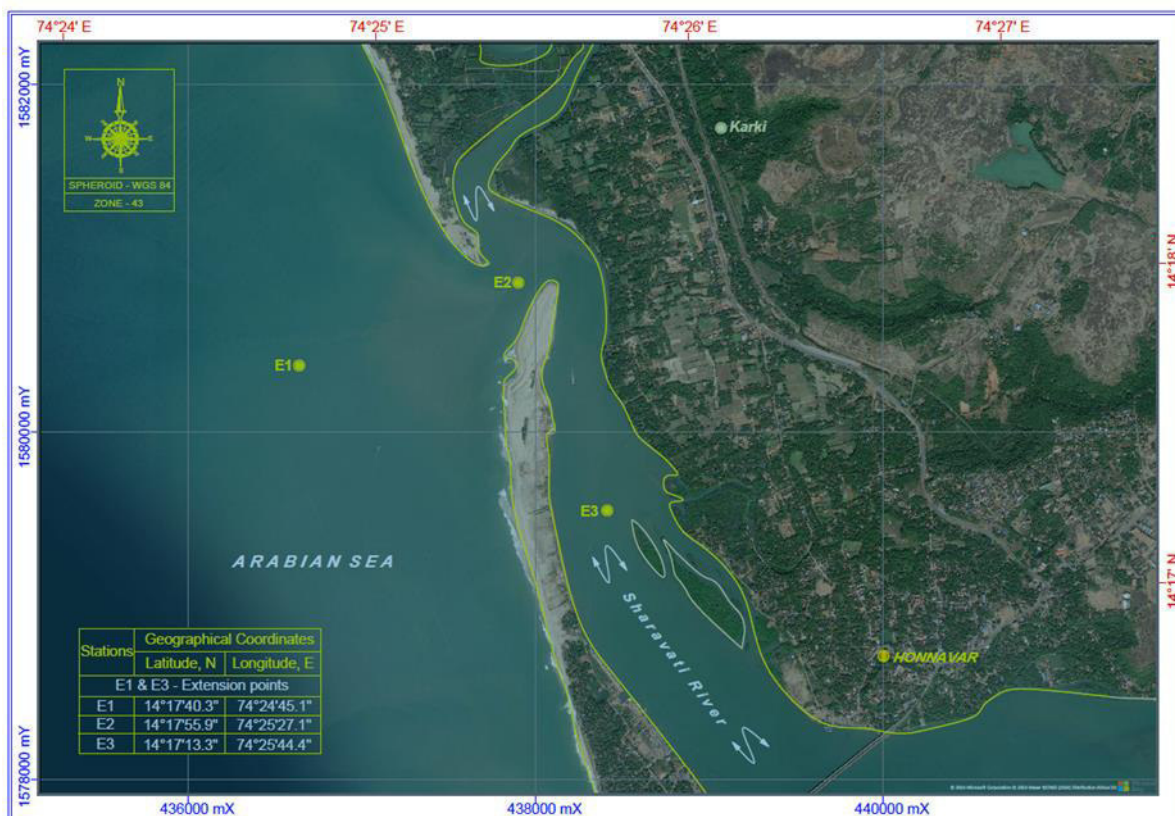 74°24' E
74°25' E
74°26' E
74°27' E
1582000 mY
N
W
E
SPHEROID - WGS 84
ZONE - 43
Karki
14°18' N
E2
E1
1580000 mY
E3
ARABIAN SEA
14°17' N
Sharavati River
HONNAVAR
Stations
Geographical Coordinates
Latitude, N Longitude, E
E1 & E3 - Extension points
E1 14°17'40.3" 74°24'45.1"
E2 14°17'55.9" 74°25'27.1"
E3 14°17'13.3" 74°25'44.4"
1578000 mY
436000 mX
438000 mX
440000 mX